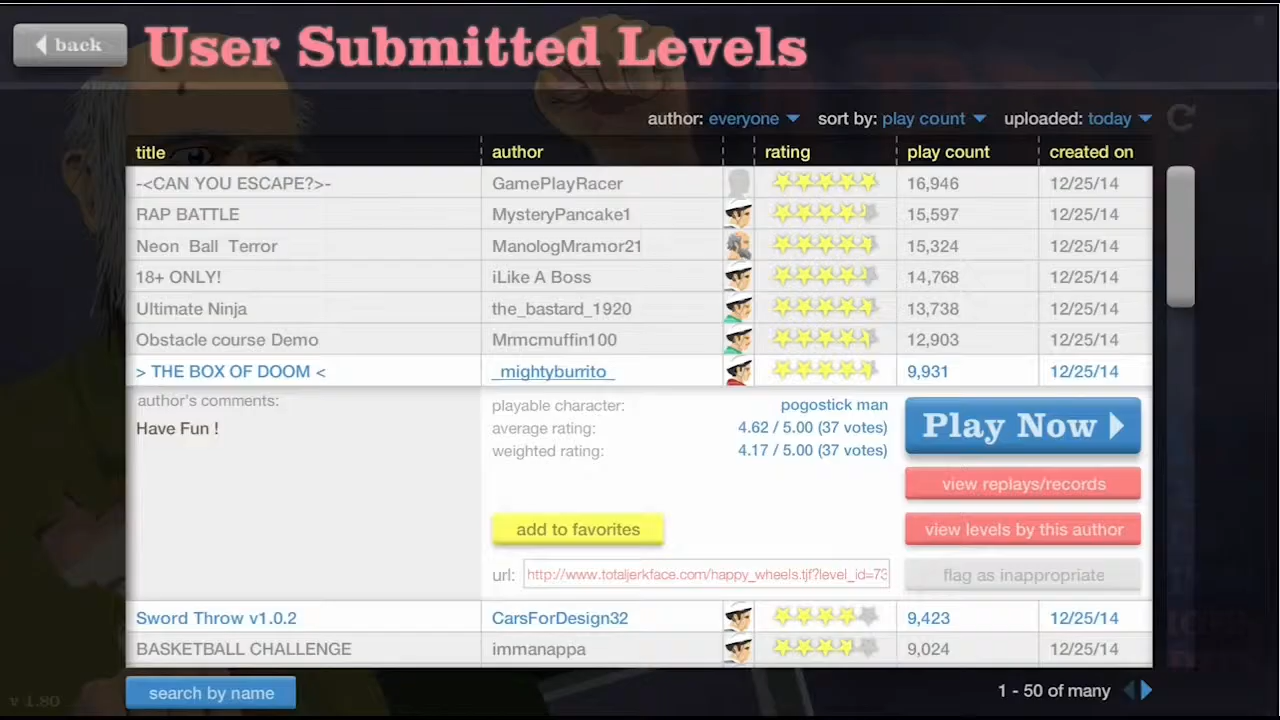 back
User Submitted Levels
author: everyone sort by: play count uploaded: today
title author rating play count created on
-<CAN YOU ESCAPE?>- GamePlayRacer 16,946 12/25/14
RAP BATTLE MysteryPancake1 15,597 12/25/14
Neon Ball Terror ManologMramor21 15,324 12/25/14
18+ ONLY! iLike A Boss 14,768 12/25/14
Ultimate Ninja the_bastard_1920 13,738 12/25/14
Obstacle course Demo Mrmcmuffin100 12,903 12/25/14
> THE BOX OF DOOM < _mightyburrito_ 9,931 12/25/14
author's comments:
Have Fun !
playable character: pogostick man
average rating: 4.62 / 5.00 (37 votes)
weighted rating: 4.17 / 5.00 (37 votes)
add to favorites
url: http://www.totaljerkface.com/happy_wheels.tjf?level_id=73
Play Now
view replays/records
view levels by this author
flag as inappropriate
Sword Throw v1.0.2 CarsForDesign32 9,423 12/25/14
BASKETBALL CHALLENGE immanappa 9,024 12/25/14
search by name
1 - 50 of many
v 1.80